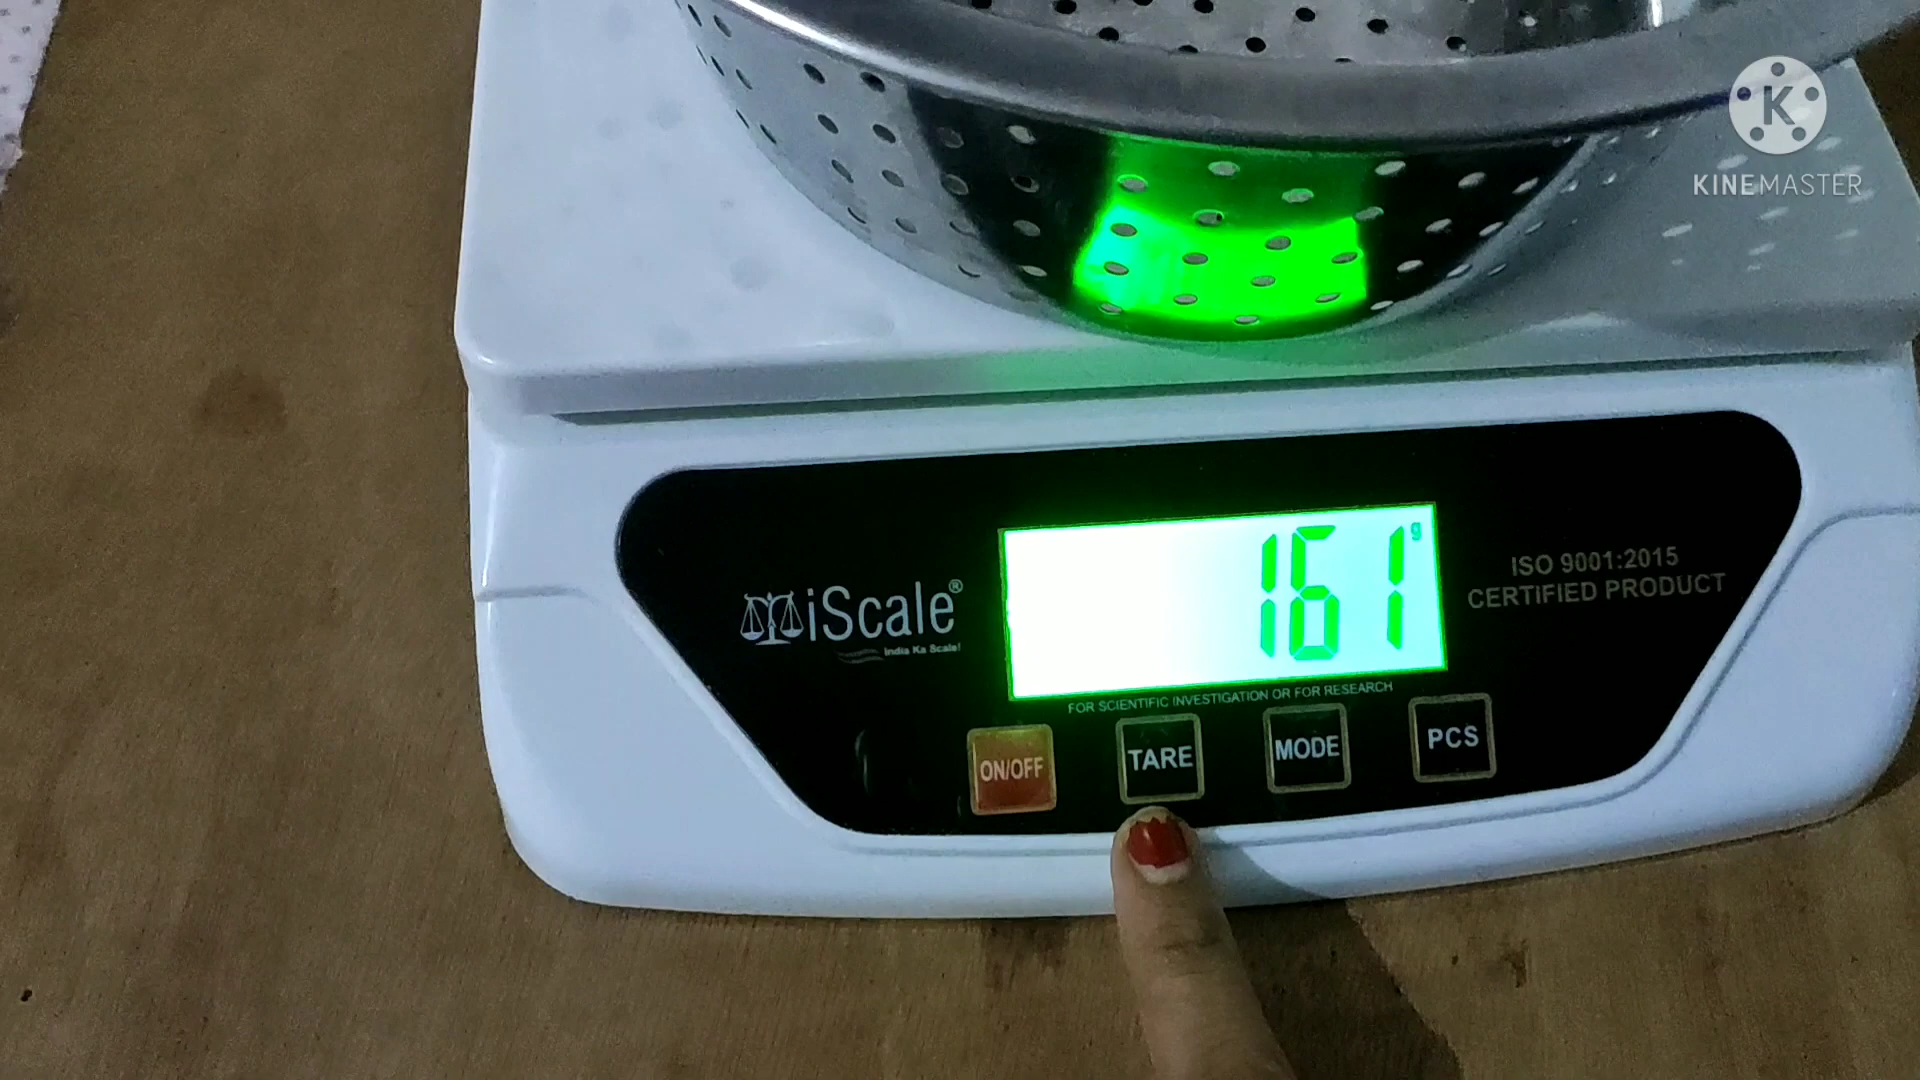 K
KINEMASTER
161 g
ISO 9001:2015
CERTIFIED PRODUCT
iScale®
India Ka Scale!
FOR SCIENTIFIC INVESTIGATION OR FOR RESEARCH
ON/OFF
TARE
MODE
PCS